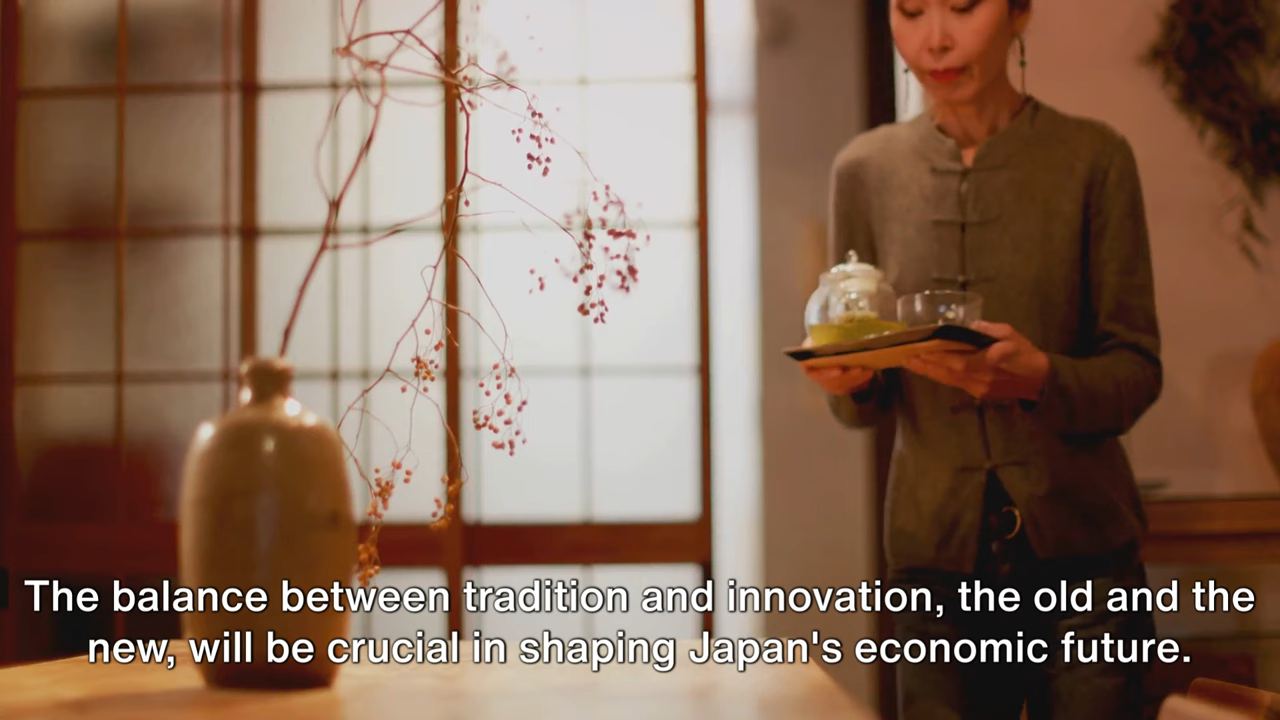 The balance between tradition and innovation, the old and the
new, will be crucial in shaping Japan's economic future.